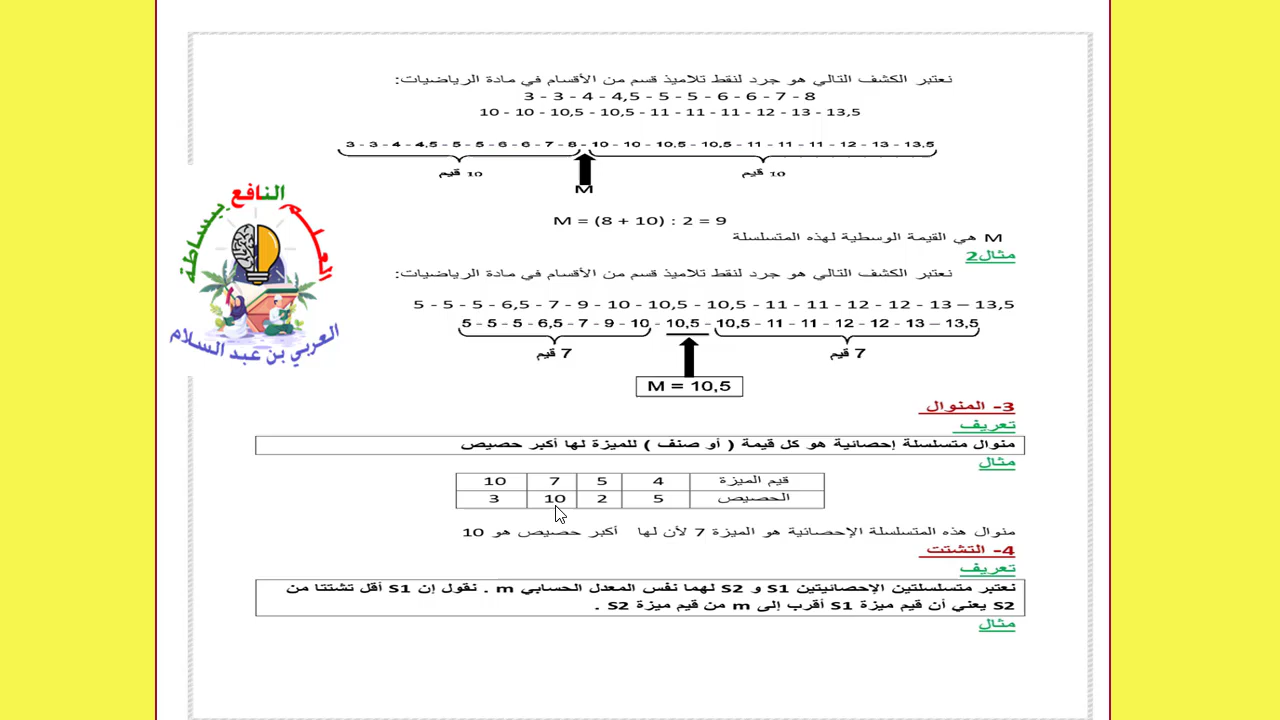 نعتبر الكشف التالي هو جرد لنقط تلاميذ قسم من الأقسام في مادة الرياضيات:
3 - 3 - 4 - 4,5 - 5 - 5 - 6 - 6 - 7 - 8
10 - 10 - 10,5 - 10,5 - 11 - 11 - 11 - 12 - 13 - 13,5
3 - 3 - 4 - 4,5 - 5 - 5 - 6 - 6 - 7 - 8 - 10 - 10 - 10,5 - 10,5 - 11 - 11 - 11 - 12 - 13 - 13,5
10 قيم
10 قيم
M
M = (8 + 10) : 2 = 9
M هي القيمة الوسطية لهذه المتسلسلة
مثال2
نعتبر الكشف التالي هو جرد لنقط تلاميذ قسم من الأقسام في مادة الرياضيات:
5 - 5 - 5 - 6,5 - 7 - 9 - 10 - 10,5 - 10,5 - 11 - 11 - 12 - 12 - 13 – 13,5
5 - 5 - 5 - 6,5 - 7 - 9 - 10 - 10,5 - 10,5 - 11 - 11 - 12 - 12 - 13 – 13,5
7 قيم
7 قيم
M = 10,5
العلم النافع ببساطة
العربي بن عبد السلام
3- المنوال
تعريف
منوال متسلسلة إحصائية هو كل قيمة ( أو صنف ) للميزة لها أكبر حصيص
مثال
قيم الميزة 4 5 7 10
الحصيص 5 2 10 3
منوال هذه المتسلسلة الإحصائية هو الميزة 7 لأن لها أكبر حصيص هو 10
4- التشتت
تعريف
نعتبر متسلسلتين الإحصائيتين S1 و S2 لهما نفس المعدل الحسابي m . نقول إن S1 أقل تشتتا من
S2 يعني أن قيم ميزة S1 أقرب إلى m من قيم ميزة S2 .
مثال